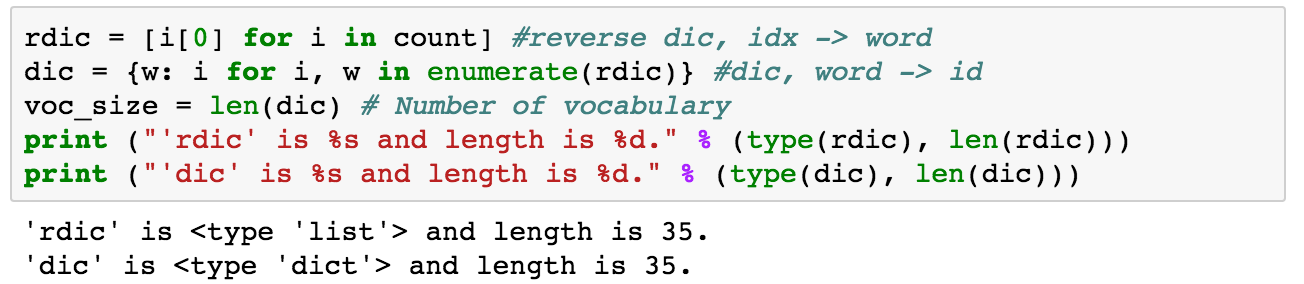 rdic = [i[0] for i in count] #reverse dic, idx -> word
dic = {w: i for i, w in enumerate(rdic)} #dic, word -> id
voc_size = len(dic) # Number of vocabulary
print ("'rdic' is %s and length is %d." % (type(rdic), len(rdic)))
print ("'dic' is %s and length is %d." % (type(dic), len(dic)))
'rdic' is <type 'list'> and length is 35.
'dic' is <type 'dict'> and length is 35.